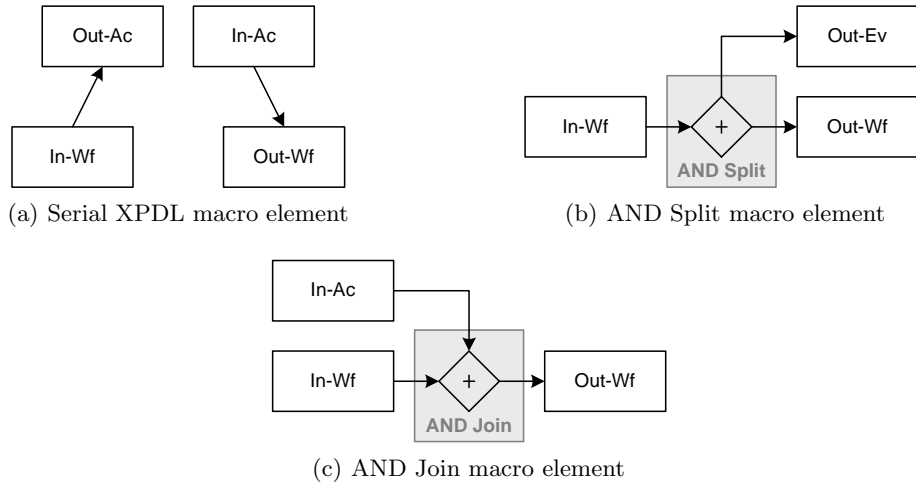 Out-Ac
In-Ac
In-Wf
Out-Wf
(a) Serial XPDL macro element
Out-Ev
In-Wf
+
Out-Wf
AND Split
(b) AND Split macro element
In-Ac
In-Wf
+
Out-Wf
AND Join
(c) AND Join macro element